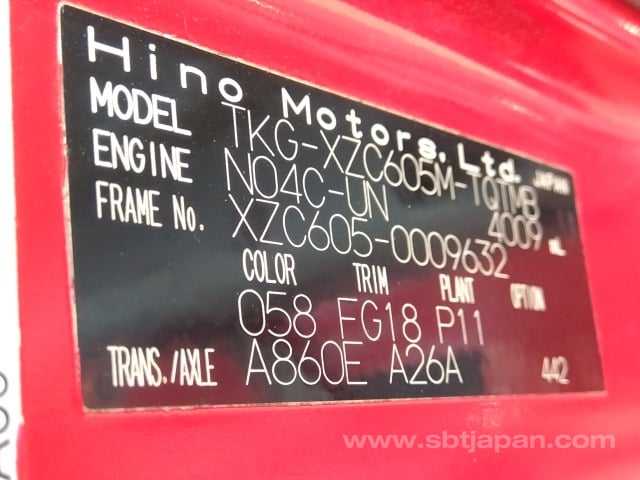 Hino Motors, Ltd. JAPAN
MODEL TKG-XZC605M-TQTMB
ENGINE N04C-UN 4009 mL
FRAME No. XZC605-0009632
COLOR TRIM PLANT OPTION
058 FG18 P11
TRANS./AXLE A860E A26A 442
www.sbtjapan.com